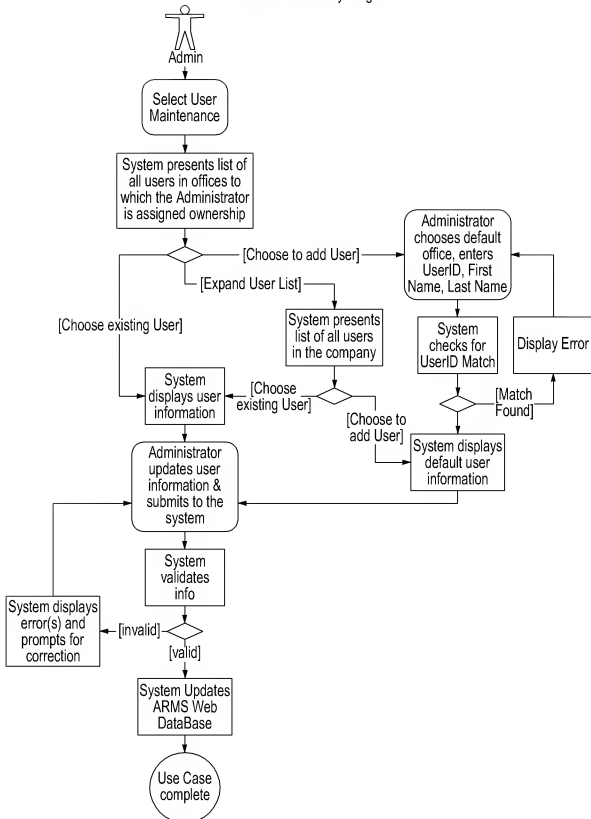 Admin
Select User
Maintenance
System presents list of
all users in offices to
which the Administrator
is assigned ownership
[Choose to add User]
[Expand User List]
[Choose existing User]
Administrator
chooses default
office, enters
UserID, First
Name, Last Name
System presents
list of all users
in the company
System
checks for
UserID Match
Display Error
[Match
Found]
System
displays user
information
[Choose
existing User]
[Choose to
add User]
System displays
default user
information
Administrator
updates user
information &
submits to the
system
System
validates
info
System displays
error(s) and
prompts for
correction
[invalid]
[valid]
System Updates
ARMS Web
DataBase
Use Case
complete